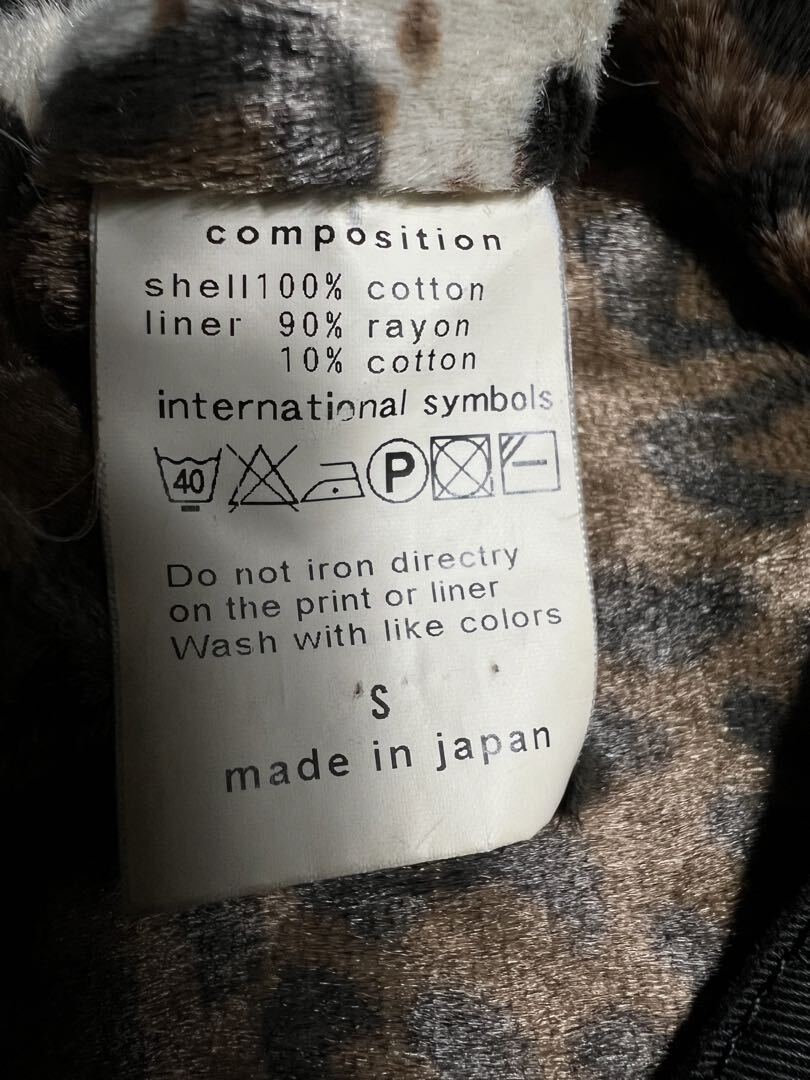 composition
shell100% cotton
liner 90% rayon
10% cotton
international symbols
40 P
Do not iron directry
on the print or liner
Wash with like colors
S
made in japan